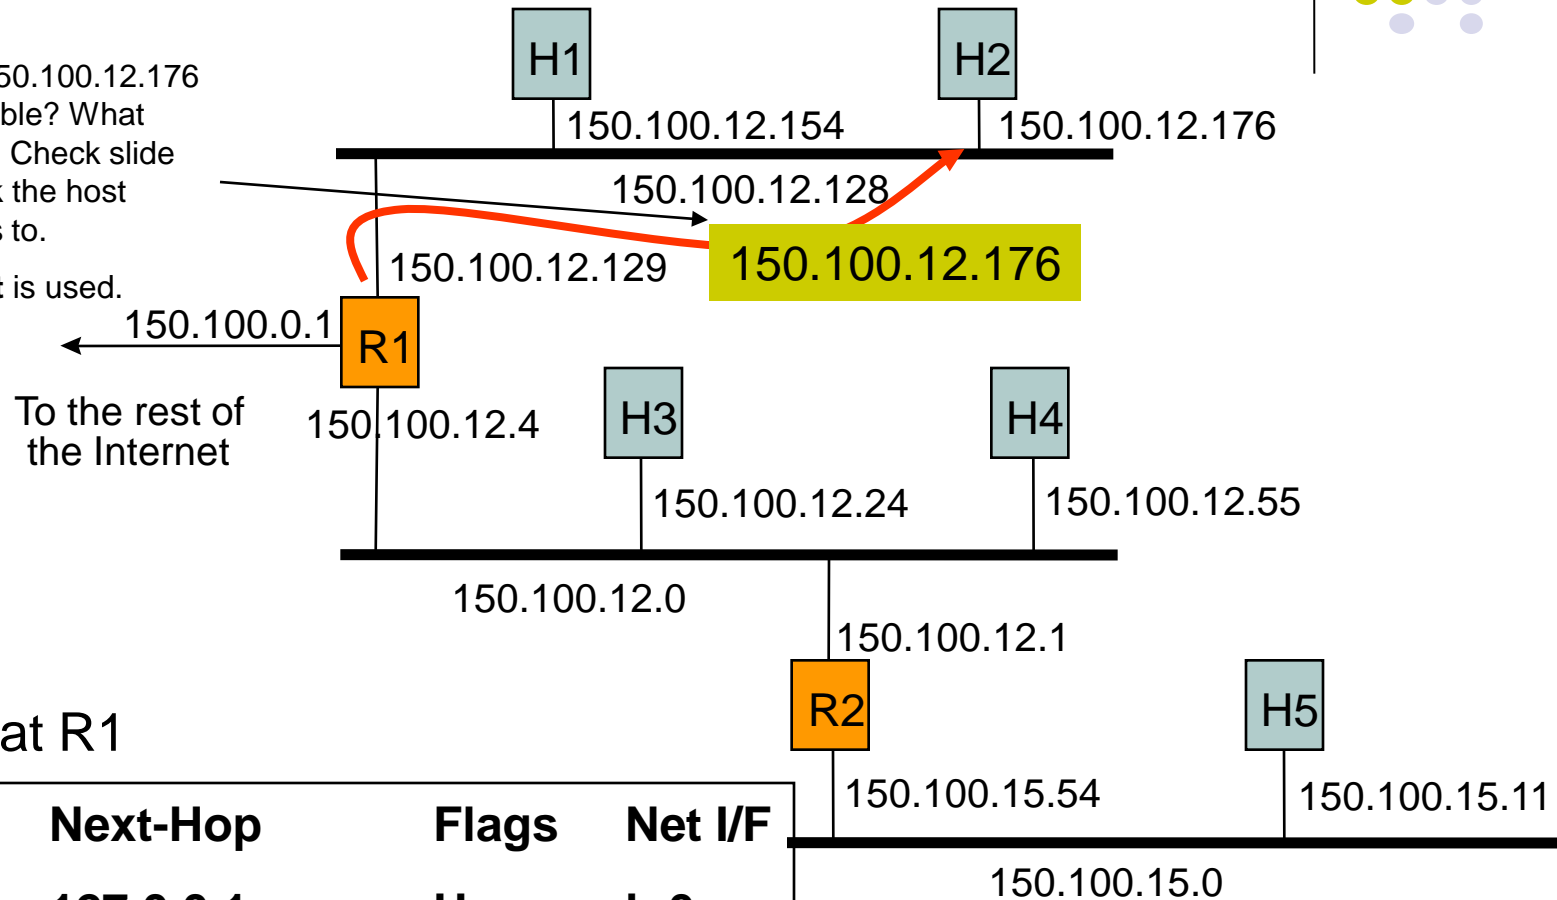 H1
H2
50.100.12.176
ble? What
Check slide
k the host
s to.
t is used.
150.100.12.154
150.100.12.176
150.100.12.128
150.100.12.129
150.100.12.176
150.100.0.1
R1
To the rest of
the Internet
150.100.12.4
H3
H4
150.100.12.24
150.100.12.55
150.100.12.0
150.100.12.1
R2
H5
at R1
150.100.15.54
150.100.15.11
Next-Hop Flags Net I/F
150.100.15.0